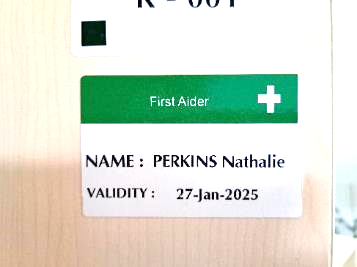 First Aider
NAME : PERKINS Nathalie
VALIDITY : 27-Jan-2025